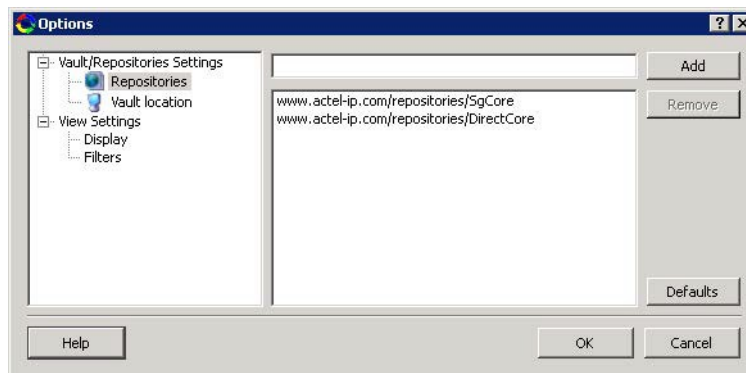 Options
Vault/Repositories Settings
Repositories
Vault location
View Settings
Display
Filters
www.actel-ip.com/repositories/SgCore
www.actel-ip.com/repositories/DirectCore
Add
Remove
Defaults
Help
OK
Cancel